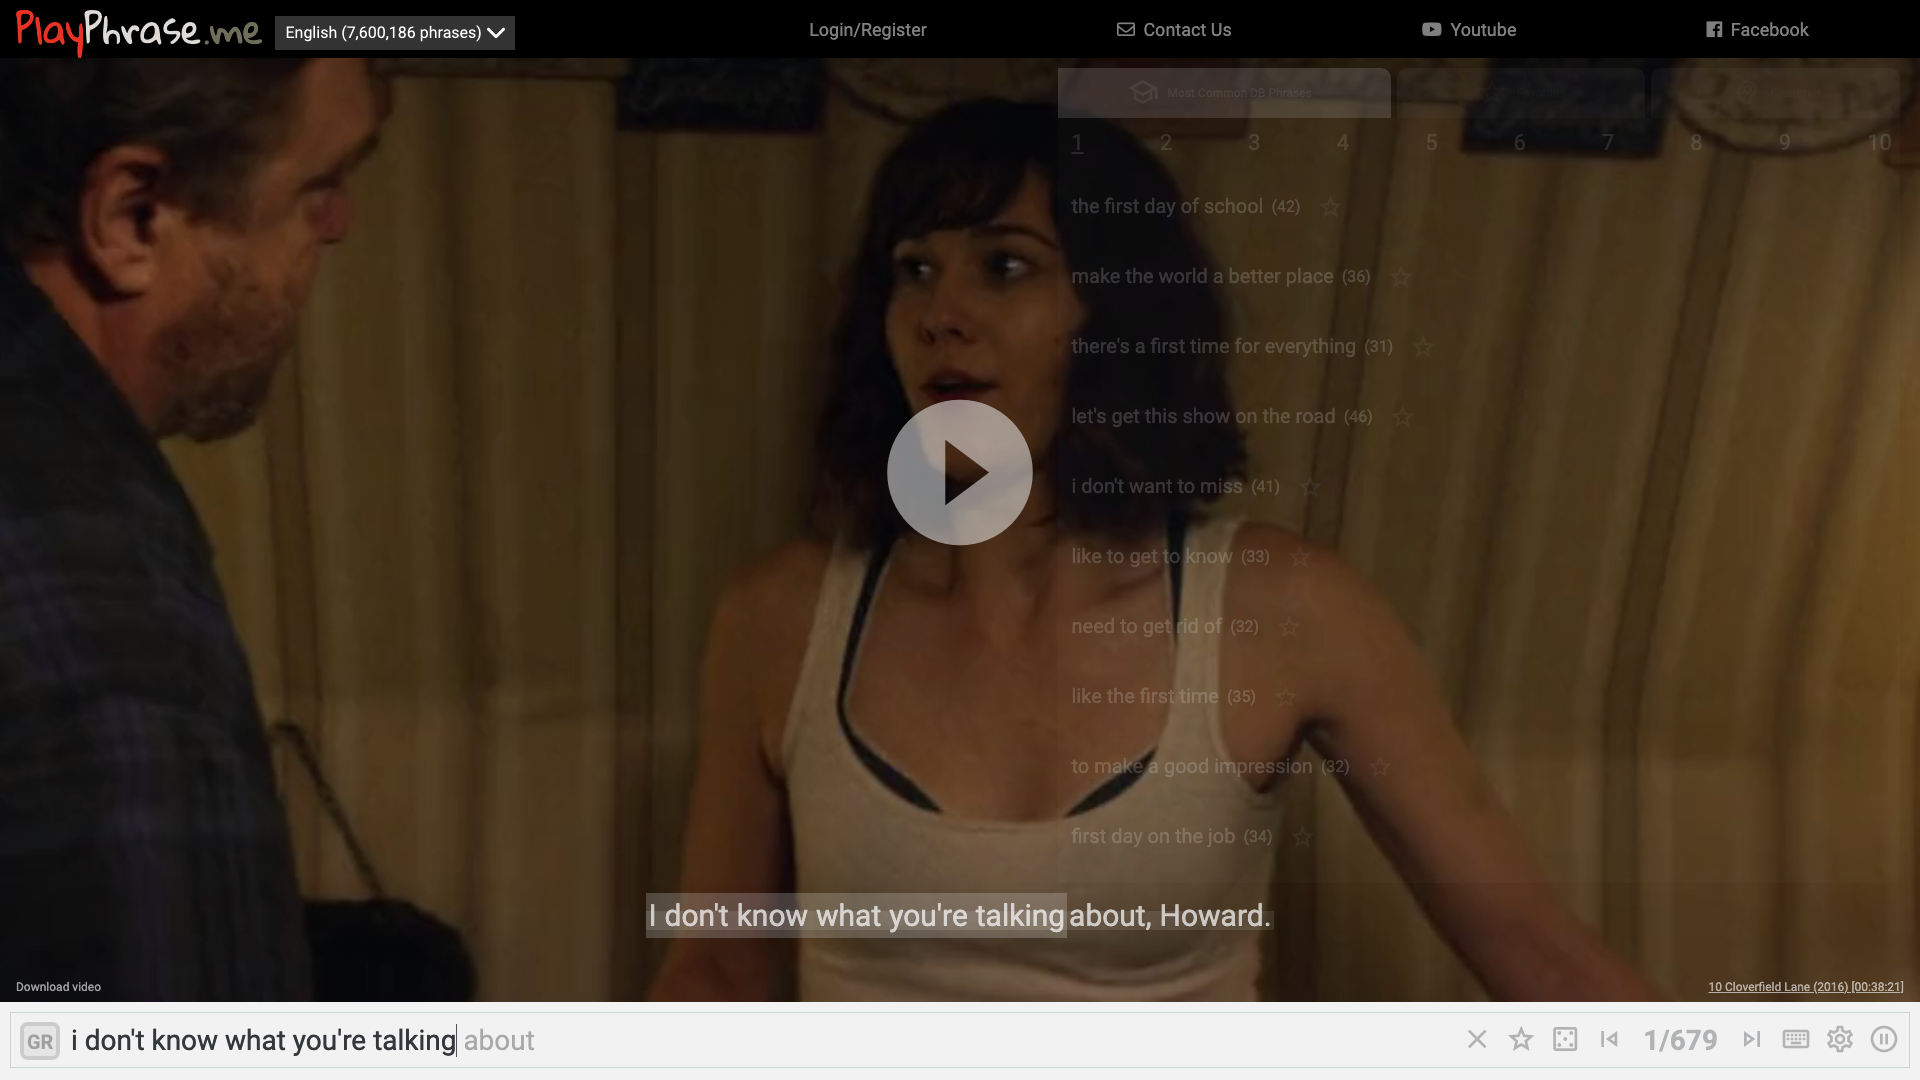 PlayPhrase.me
English (7,600,186 phrases)
Login/Register
Contact Us
Youtube
Facebook
Most Common DB Phrases
1 2 3 4 5 6 7 8 9 10
the first day of school (42)
make the world a better place (36)
there's a first time for everything (31)
let's get this show on the road (46)
i don't want to miss (41)
like to get to know (33)
need to get rid of (32)
like the first time (35)
to make a good impression (32)
first day on the job (34)
I don't know what you're talking about, Howard.
Download video
10 Cloverfield Lane (2016) [00:38:21]
GR i don't know what you're talking about
1/679